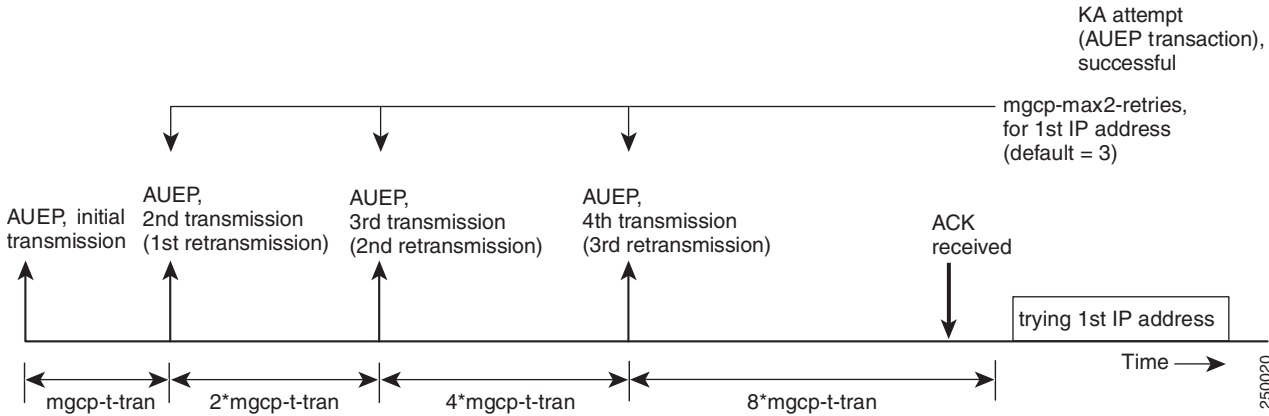 KA attempt
(AUEP transaction),
successful
mgcp-max2-retries,
for 1st IP address
(default = 3)
AUEP, initial
transmission
AUEP,
2nd transmission
(1st retransmission)
AUEP,
3rd transmission
(2nd retransmission)
AUEP,
4th transmission
(3rd retransmission)
ACK
received
trying 1st IP address
Time
mgcp-t-tran
2*mgcp-t-tran
4*mgcp-t-tran
8*mgcp-t-tran
250020